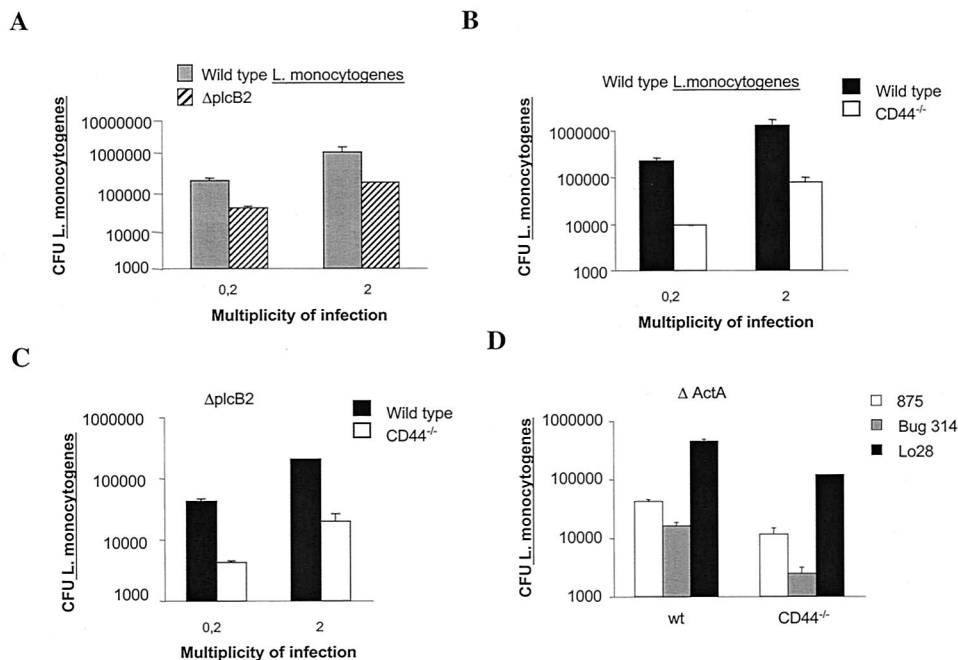 A
Wild type L. monocytogenes
ΔplcB2
CFU L. monocytogenes
10000000
1000000
100000
10000
1000
0,2
2
Multiplicity of infection
B
Wild type L.monocytogenes
Wild type
CD44-/-
CFU L. monocytogenes
1000000
100000
10000
1000
0,2
2
Multiplicity of infection
C
ΔplcB2
Wild type
CD44-/-
CFU L. monocytogenes
1000000
100000
10000
1000
0,2
2
Multiplicity of infection
D
Δ ActA
875
Bug 314
Lo28
CFU L. monocytogenes
1000000
100000
10000
1000
wt
CD44-/-